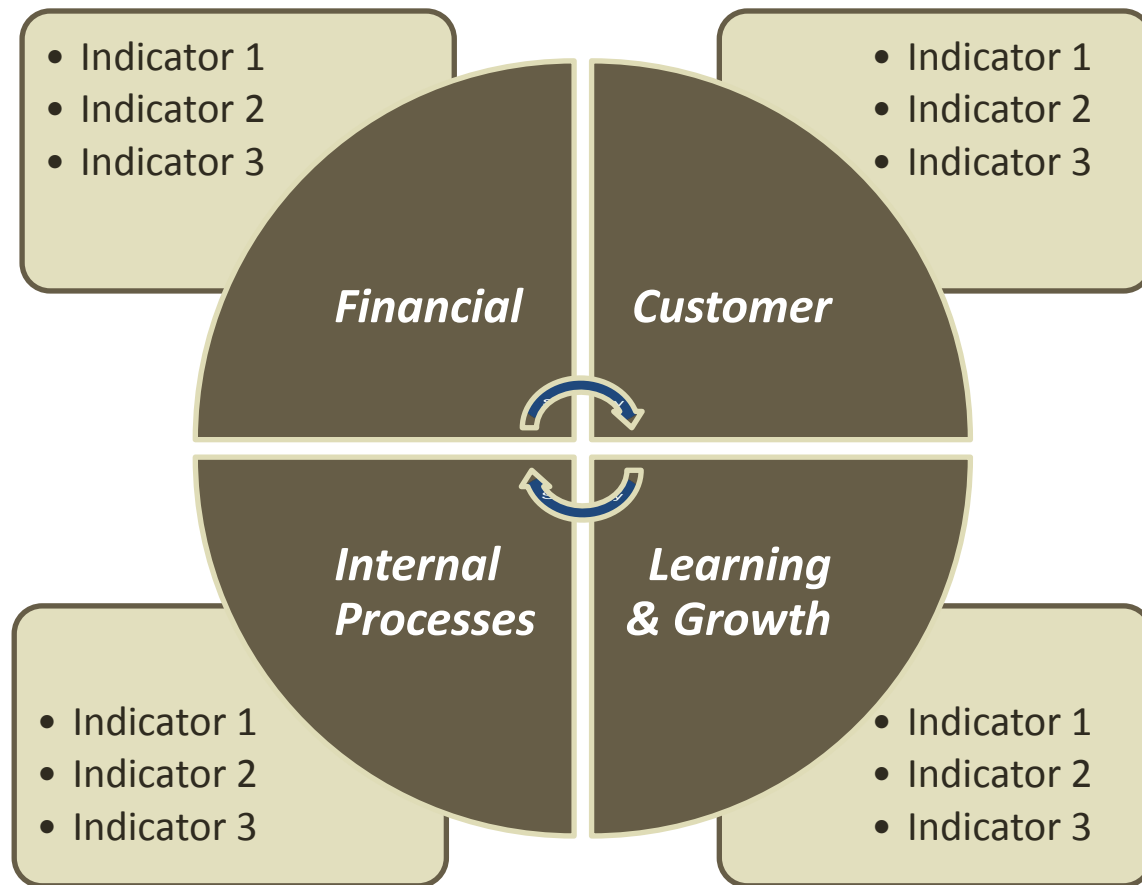 • Indicator 1
• Indicator 2
• Indicator 3
• Indicator 1
• Indicator 2
• Indicator 3
Financial
Customer
Internal
Processes
Learning
& Growth
• Indicator 1
• Indicator 2
• Indicator 3
• Indicator 1
• Indicator 2
• Indicator 3